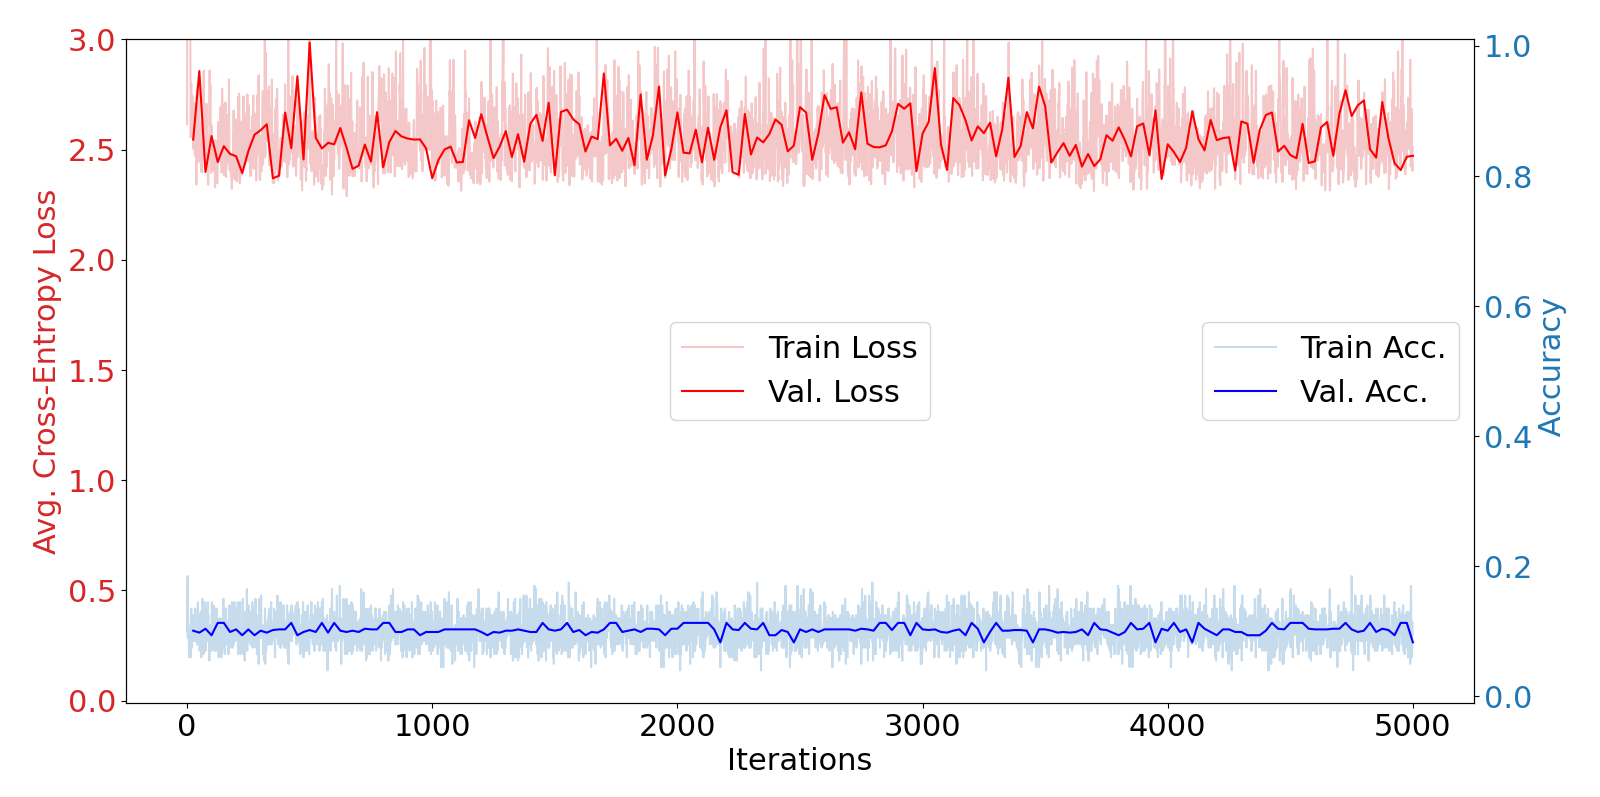 3.0
2.5
2.0
1.5
1.0
0.5
0.0
Avg. Cross-Entropy Loss
1.0
0.8
0.6
0.4
0.2
0.0
Accuracy
Train Loss
Val. Loss
Train Acc.
Val. Acc.
0 1000 2000 3000 4000 5000
Iterations